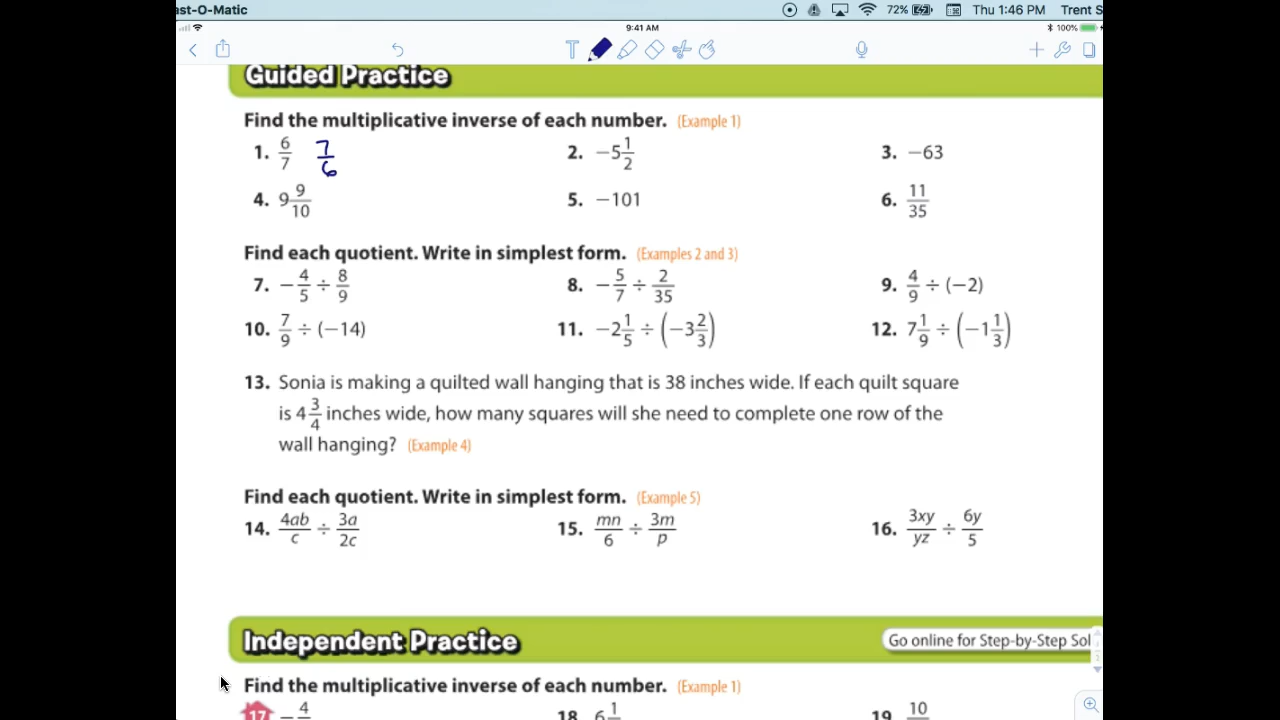 ast-O-Matic 72% Thu 1:46 PM Trent S
9:41 AM 100%
T
Guided Practice
Find the multiplicative inverse of each number. (Example 1)
1. 6/7 7/6 2. −5 1/2 3. −63
4. 9 9/10 5. −101 6. 11/35
Find each quotient. Write in simplest form. (Examples 2 and 3)
7. −4/5 ÷ 8/9 8. −5/7 ÷ 2/35 9. 4/9 ÷ (−2)
10. 7/9 ÷ (−14) 11. −2 1/5 ÷ (−3 2/3) 12. 7 1/9 ÷ (−1 1/3)
13. Sonia is making a quilted wall hanging that is 38 inches wide. If each quilt square
is 4 3/4 inches wide, how many squares will she need to complete one row of the
wall hanging? (Example 4)
Find each quotient. Write in simplest form. (Example 5)
14. 4ab/c ÷ 3a/2c 15. mn/6 ÷ 3m/p 16. 3xy/yz ÷ 6y/5
Independent Practice Go online for Step-by-Step Sol
Find the multiplicative inverse of each number. (Example 1)
17 −4 18. 6 1 19. 10